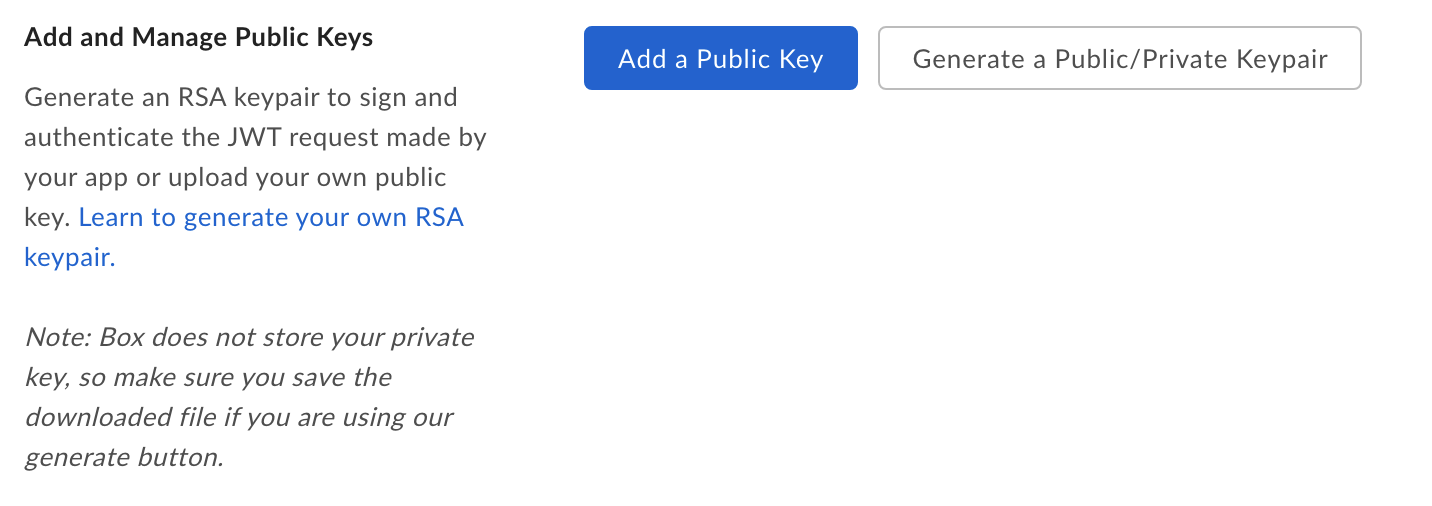 Add and Manage Public Keys
Add a Public Key
Generate a Public/Private Keypair
Generate an RSA keypair to sign and
authenticate the JWT request made by
your app or upload your own public
key. Learn to generate your own RSA
keypair.
Note: Box does not store your private
key, so make sure you save the
downloaded file if you are using our
generate button.